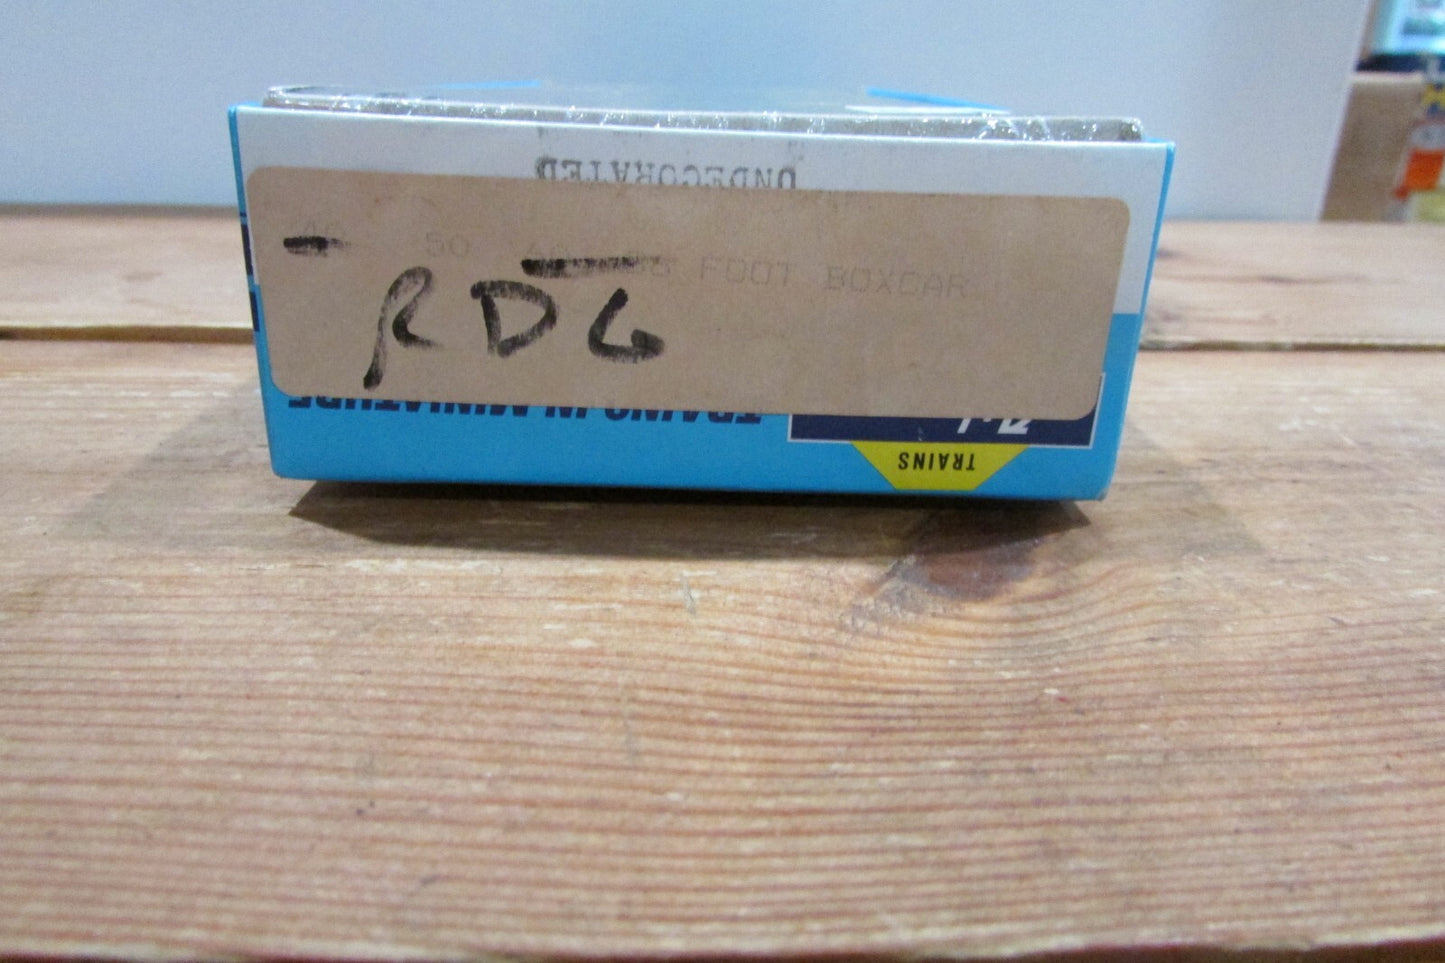 UNDECORATED
50 FOOT BOXCAR
RDG
TRAINS IN MINIATURE
TRAINS